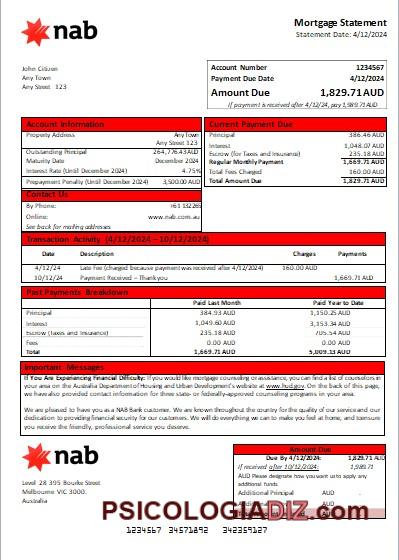 nab
Mortgage Statement
Statement Date: 4/12/2024
John Citizen
Any Town
Any Street 123
Account Number 1234567
Payment Due Date 4/12/2024
Amount Due 1,829.71 AUD
If payment is received after 4/12/24, pay 1,989.71 AUD
Account Information
Property Address Any Town
Any Street 123
Outstanding Principal 264,776.43 AUD
Maturity Date December 2024
Interest Rate (Until December 2024) 4.75%
Prepayment Penalty (Until December 2024) 3,500.00 AUD
Contact Us
By Phone: +61 132265
Online: www.nab.com.au
See back for mailing addresses
Current Payment Due
Principal 386.46 AUD
Interest 1,048.07 AUD
Escrow (for Taxes and Insurance) 235.18 AUD
Regular Monthly Payment 1,669.71 AUD
Total Fees Charged 160.00 AUD
Total Amount Due 1,829.71 AUD
Transaction Activity (4/12/2024 – 10/12/2024)
Date Description Charges Payments
4/12/24 Late Fee (charged because payment was received after 4/12/2024) 160.00 AUD
10/12/24 Payment Received – Thank you 1,669.71 AUD
Past Payments Breakdown
Paid Last Month Paid Year to Date
Principal 384.93 AUD 1,150.25 AUD
Interest 1,049.60 AUD 3,153.34 AUD
Escrow (Taxes and Insurance) 235.18 AUD 705.54 AUD
Fees 0.00 AUD 0.00 AUD
Total 1,669.71 AUD 5,009.13 AUD
Important Messages
If You Are Experiencing Financial Difficulty: If you would like mortgage counseling or assistance, you can find a list of counselors in
your area on the Australia Department of Housing and Urban Development's website at www.hud.gov. On the back of this page,
we have also provided contact information for three state- or federally-approved counseling programs in your area.
We are pleased to have you as a NAB Bank customer. We are known throughout the country for the quality of our service and our
dedication to providing financial security for our customers. We will do everything we can to make you feel at home, and to ensure
you receive the friendly, professional service you deserve.
nab
Level 28 395 Bourke Street
Melbourne VIC 3000.
Australia
Amount Due
Due By 4/12/2024: 1,829.71 AUD
If received after 10/12/2024: 1,989.71
AUD Please designate how you want us to apply any
additional funds.
Additional Principal AUD
Additional AUD
PSICOLOGIADIZ.com
1234567 34571892 342359127